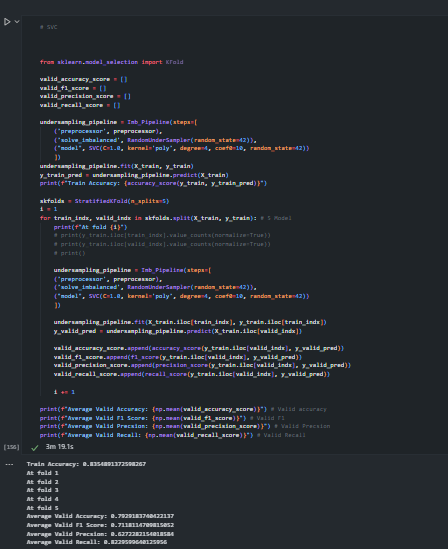 # SVC
from sklearn.model_selection import KFold
valid_accuracy_score = []
valid_f1_score = []
valid_precision_score = []
valid_recall_score = []
undersampling_pipeline = Imb_Pipeline(steps=[
('preprocessor', preprocessor),
('solve_imbalanced', RandomUnderSampler(random_state=42)),
("model", SVC(C=1.0, kernel='poly', degree=4, coef0=10, random_state=42))
])
undersampling_pipeline.fit(X_train, y_train)
y_train_pred = undersampling_pipeline.predict(X_train)
print(f"Train Accuracy: {accuracy_score(y_train, y_train_pred)}")
skfolds = StratifiedKFold(n_splits=5)
i = 1
for train_indx, valid_indx in skfolds.split(X_train, y_train): # 5 Model
print(f"At fold {i}")
# print(y_train.iloc[train_indx].value_counts(normalize=True))
# print(y_train.iloc[valid_indx].value_counts(normalize=True))
# print()
undersampling_pipeline = Imb_Pipeline(steps=[
('preprocessor', preprocessor),
('solve_imbalanced', RandomUnderSampler(random_state=42)),
("model", SVC(C=1.0, kernel='poly', degree=4, coef0=10, random_state=42))
])
undersampling_pipeline.fit(X_train.iloc[train_indx], y_train.iloc[train_indx])
y_valid_pred = undersampling_pipeline.predict(X_train.iloc[valid_indx])
valid_accuracy_score.append(accuracy_score(y_train.iloc[valid_indx], y_valid_pred))
valid_f1_score.append(f1_score(y_train.iloc[valid_indx], y_valid_pred))
valid_precision_score.append(precision_score(y_train.iloc[valid_indx], y_valid_pred))
valid_recall_score.append(recall_score(y_train.iloc[valid_indx], y_valid_pred))
i += 1
print(f"Average Valid Accuracy: {np.mean(valid_accuracy_score)}") # Valid accuracy
print(f"Average Valid F1 Score: {np.mean(valid_f1_score)}") # Valid F1
print(f"Average Valid Precsion: {np.mean(valid_precision_score)}") # Valid Precsion
print(f"Average Valid Recall: {np.mean(valid_recall_score)}") # Valid Recall
[156] 3m 19.1s
Train Accuracy: 0.8354891372598267
At fold 1
At fold 2
At fold 3
At fold 4
At fold 5
Average Valid Accuracy: 0.7929183740422137
Average Valid F1 Score: 0.7118114709815052
Average Valid Precsion: 0.6272282154018584
Average Valid Recall: 0.8229599640125956